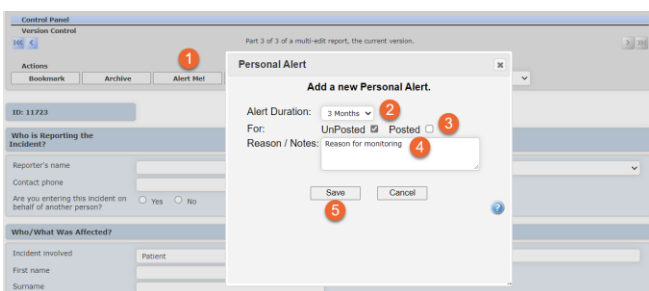 Control Panel
Version Control
Part 3 of 3 of a multi-edit report, the current version.
Actions
Bookmark Archive Alert Me!
1
Personal Alert
Add a new Personal Alert.
Alert Duration: 3 Months 2
For: UnPosted Posted 3
Reason / Notes: Reason for monitoring 4
Save Cancel
5
ID: 11723
Who is Reporting the
Incident?
Reporter's name
Contact phone
Are you entering this incident on
behalf of another person?
Yes No
Who/What Was Affected?
Incident involved Patient
First name
Surname